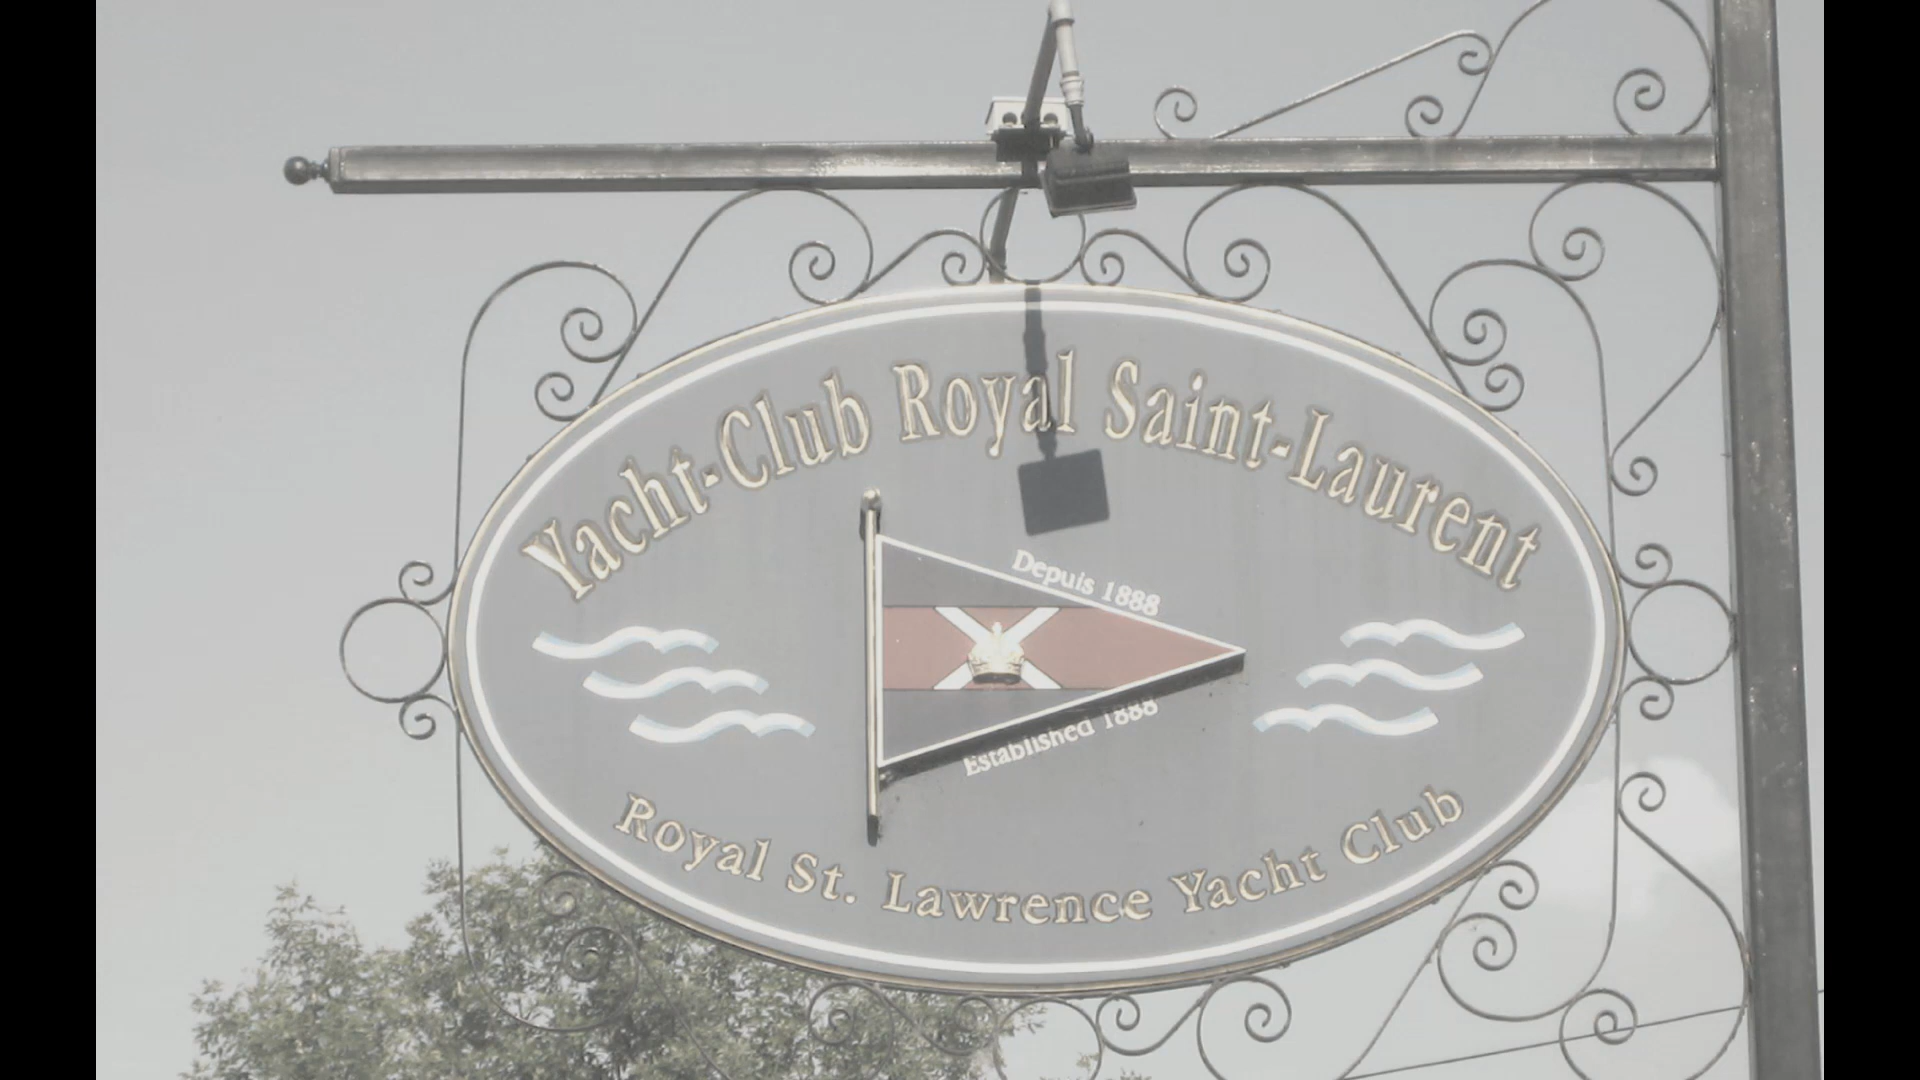 Yacht-Club Royal Saint-Laurent
Depuis 1888
Established 1888
Royal St. Lawrence Yacht Club